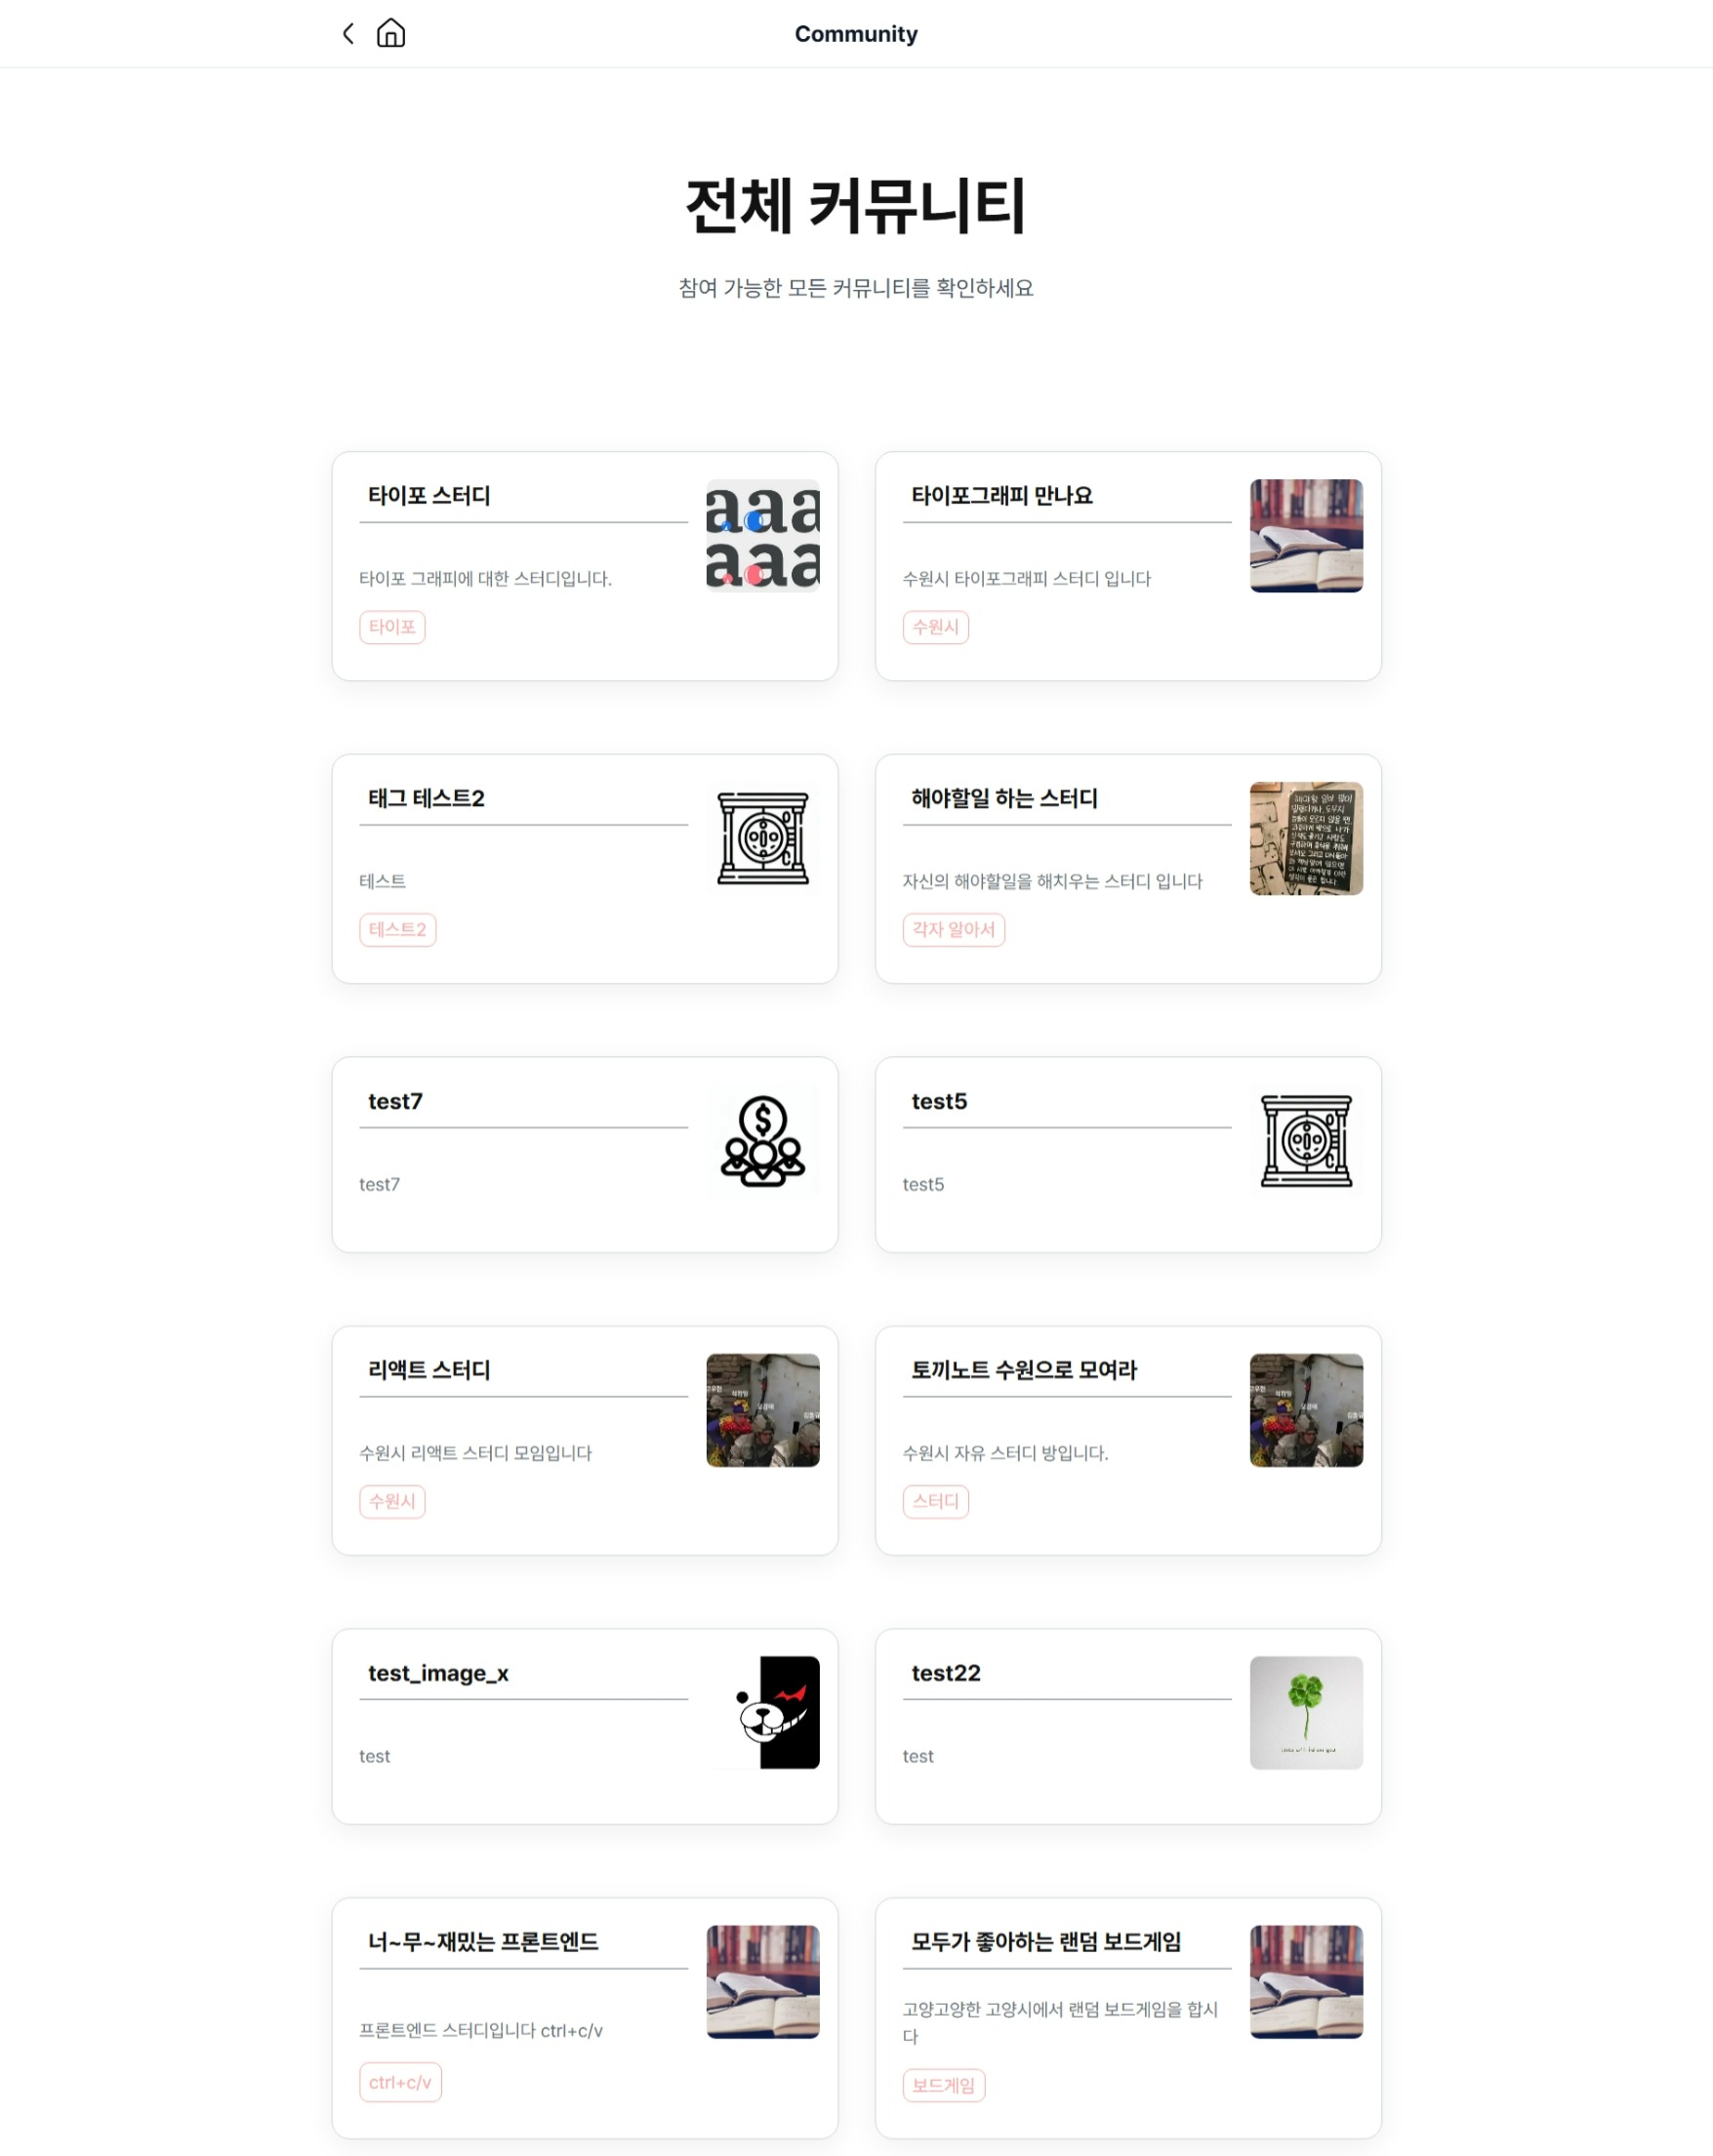 Community
전체 커뮤니티
참여 가능한 모든 커뮤니티를 확인하세요
타이포 스터디
aaa
aaa
타이포 그래피에 대한 스터디입니다.
타이포
타이포그래피 만나요
수원시 타이포그래피 스터디 입니다
수원시
태그 테스트2
테스트
테스트2
해야할일 하는 스터디
자신의 해야할일을 해치우는 스터디 입니다
각자 알아서
test7
test7
test5
test5
리액트 스터디
수원시 리액트 스터디 모임입니다
수원시
토끼노트 수원으로 모여라
수원시 자유 스터디 방입니다.
스터디
test_image_x
test
test22
test
너~무~재밌는 프론트엔드
프론트엔드 스터디입니다 ctrl+c/v
ctrl+c/v
모두가 좋아하는 랜덤 보드게임
고양고양한 고양시에서 랜덤 보드게임을 합시
다
보드게임